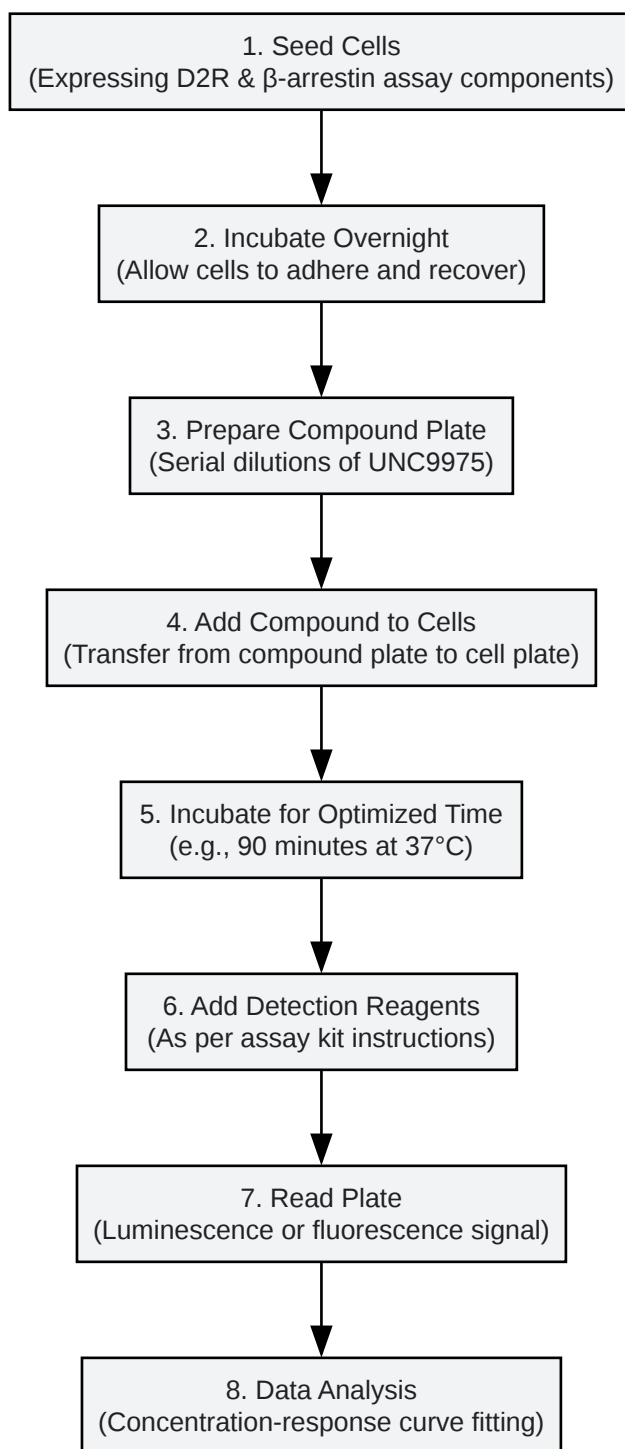 1. Seed Cells
(Expressing D2R & β-arrestin assay components)
2. Incubate Overnight
(Allow cells to adhere and recover)
3. Prepare Compound Plate
(Serial dilutions of UNC9975)
4. Add Compound to Cells
(Transfer from compound plate to cell plate)
5. Incubate for Optimized Time
(e.g., 90 minutes at 37°C)
6. Add Detection Reagents
(As per assay kit instructions)
7. Read Plate
(Luminescence or fluorescence signal)
8. Data Analysis
(Concentration-response curve fitting)